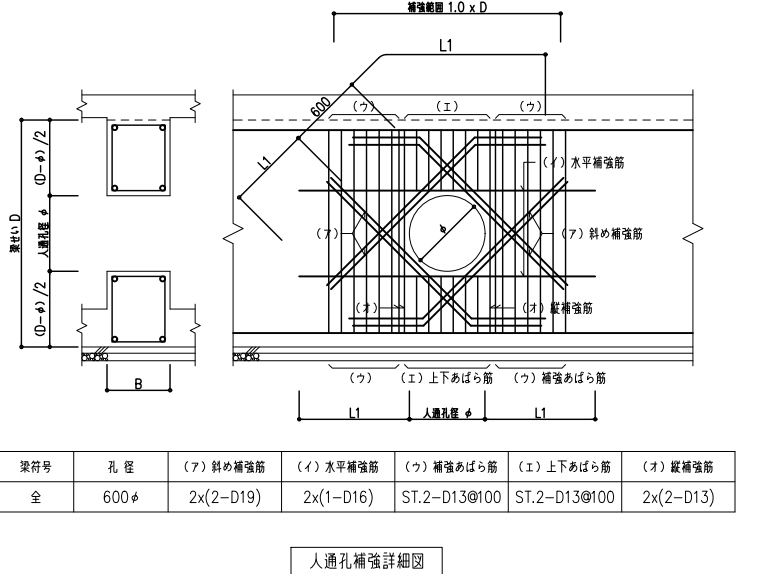 補強範囲 1.0 x D
L1
600
L1
(ウ)
(エ)
(ウ)
梁せい D
(D-φ)/2
人通孔径 φ
(D-φ)/2
B
(イ) 水平補強筋
(ア)
φ
(ア) 斜め補強筋
(オ)
(オ) 縦補強筋
(ウ)
(エ) 上下あばら筋
(ウ) 補強あばら筋
L1
人通孔径 φ
L1
梁符号 孔 径 (ア) 斜め補強筋 (イ) 水平補強筋 (ウ) 補強あばら筋 (エ) 上下あばら筋 (オ) 縦補強筋
全 600φ 2x(2-D19) 2x(1-D16) ST.2-D13@100 ST.2-D13@100 2x(2-D13)
人通孔補強詳細図